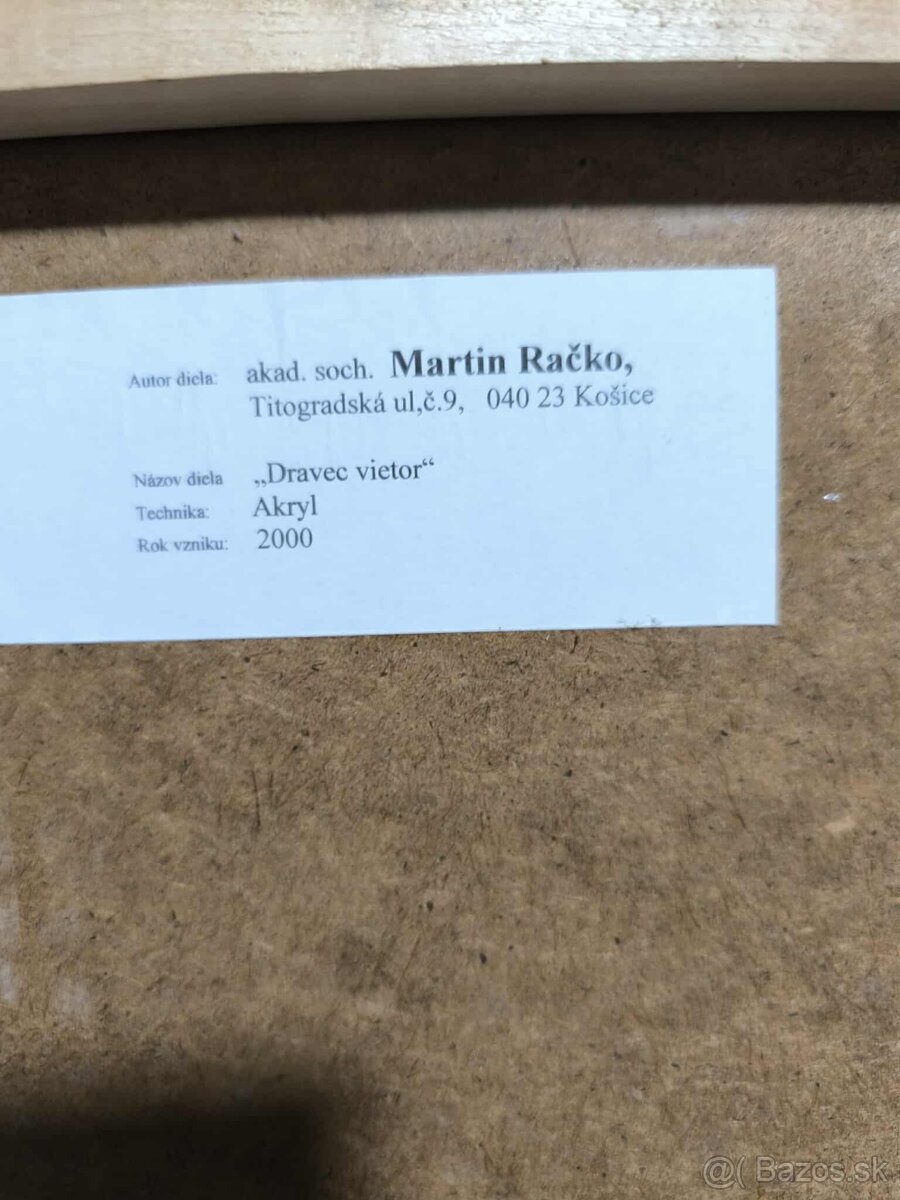 Autor diela: akad. soch. Martin Račko,
Titogradská ul,č.9, 040 23 Košice
Názov diela „Dravec vietor“
Technika: Akryl
Rok vzniku: 2000
@( Bazos.sk